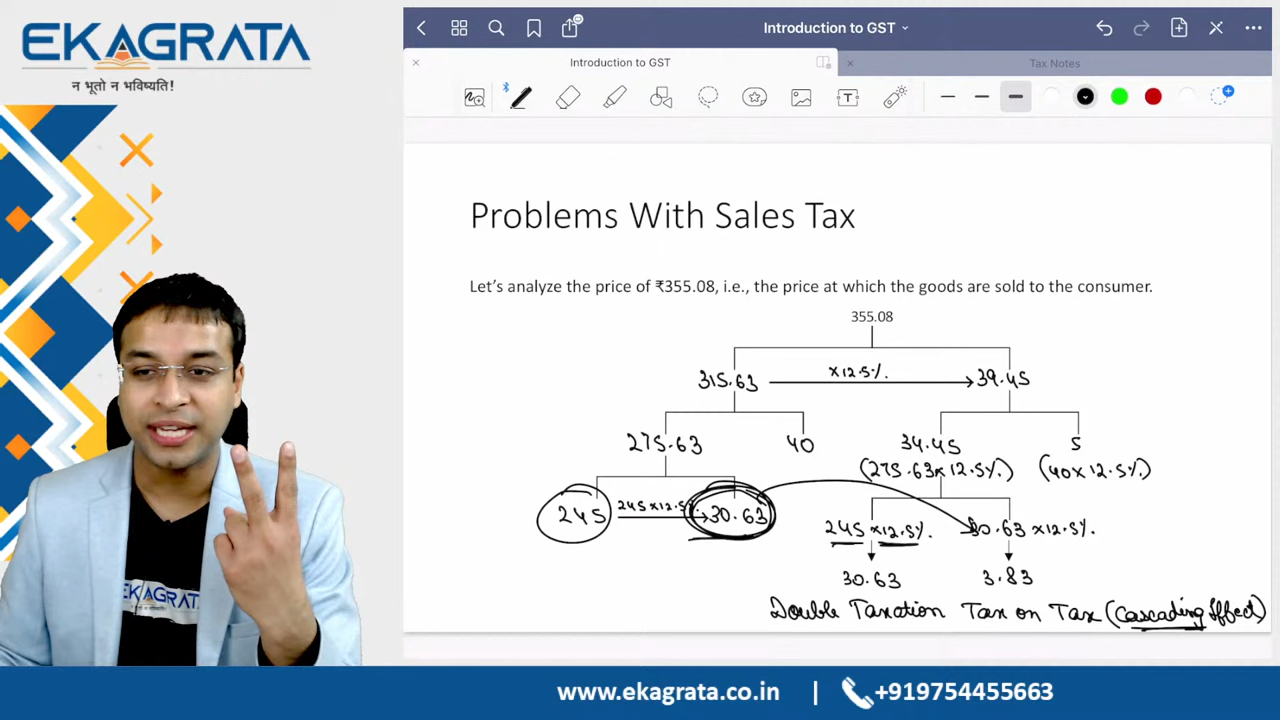 EKAGRATA
न भूतो न भविष्यति!
Introduction to GST
Introduction to GST
Tax Notes
Problems With Sales Tax
Let's analyze the price of ₹355.08, i.e., the price at which the goods are sold to the consumer.
355.08
315.63 ×12.5% 39.45
275.63 40 34.45 5
(275.63×12.5%) (40×12.5%)
245 245×12.5% 30.63 245×12.5% 30.63×12.5%
30.63 3.83
Double Taxation Tax on Tax (Cascading Effect)
EKAGRATA
www.ekagrata.co.in | +919754455663